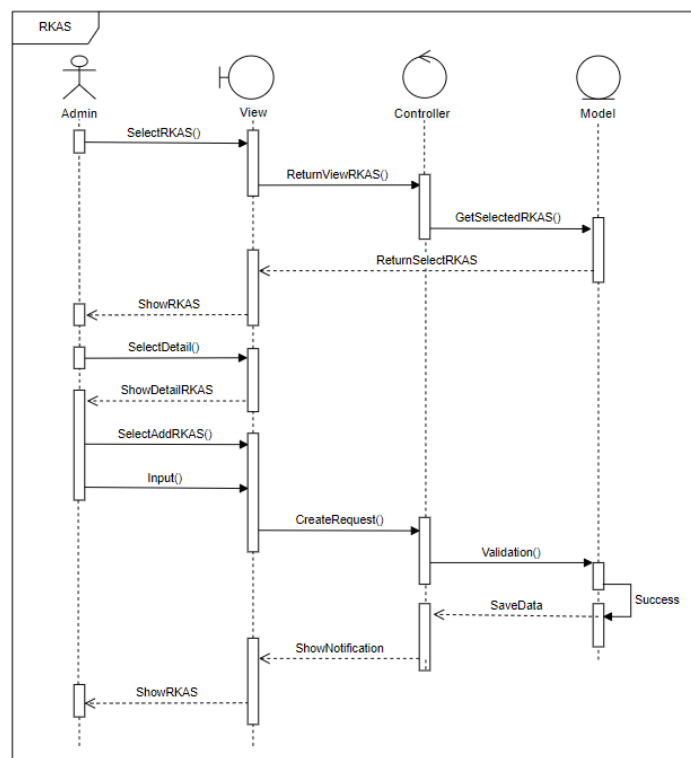 RKAS
Admin
View
Controller
Model
SelectRKAS()
ReturnViewRKAS()
GetSelectedRKAS()
ReturnSelectRKAS
ShowRKAS
SelectDetail()
ShowDetailRKAS
SelectAddRKAS()
Input()
CreateRequest()
Validation()
Success
SaveData
ShowNotification
ShowRKAS